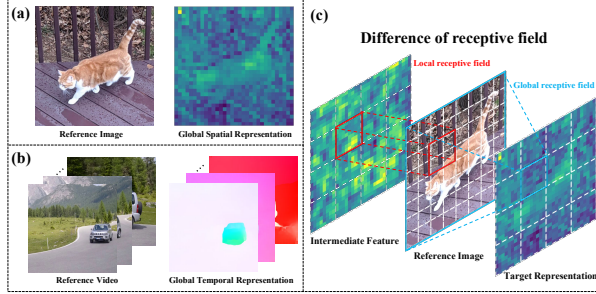 (a)
Reference Image
Global Spatial Representation
(b)
Reference Video
Global Temporal Representation
(c)
Difference of receptive field
Local receptive field
Global receptive field
Intermediate Feature
Reference Image
Target Representation